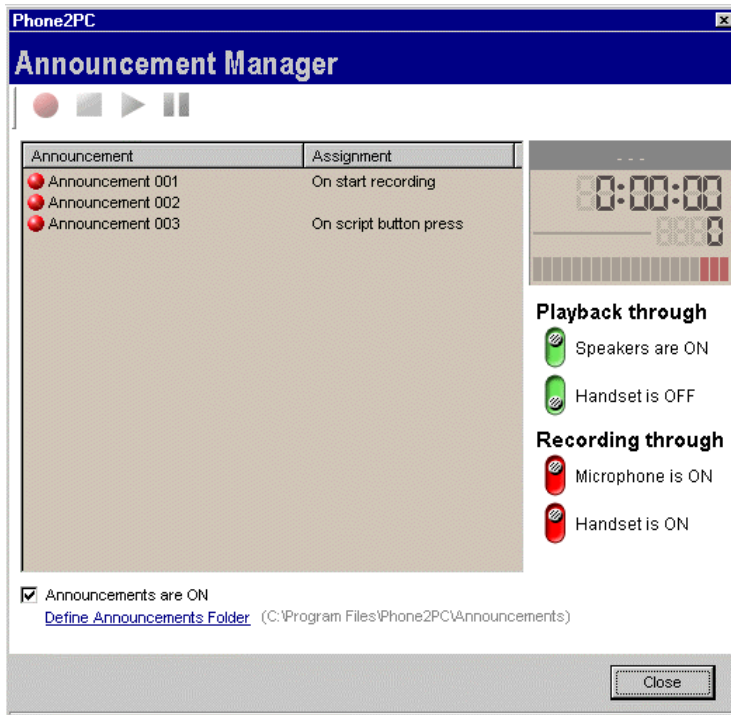 Phone2PC
Announcement Manager
Announcement Assignment
Announcement 001 On start recording
Announcement 002
Announcement 003 On script button press
- - -
0:00:00
0
Playback through
Speakers are ON
Handset is OFF
Recording through
Microphone is ON
Handset is ON
Announcements are ON
Define Announcements Folder (C:\Program Files\Phone2PC\Announcements)
Close